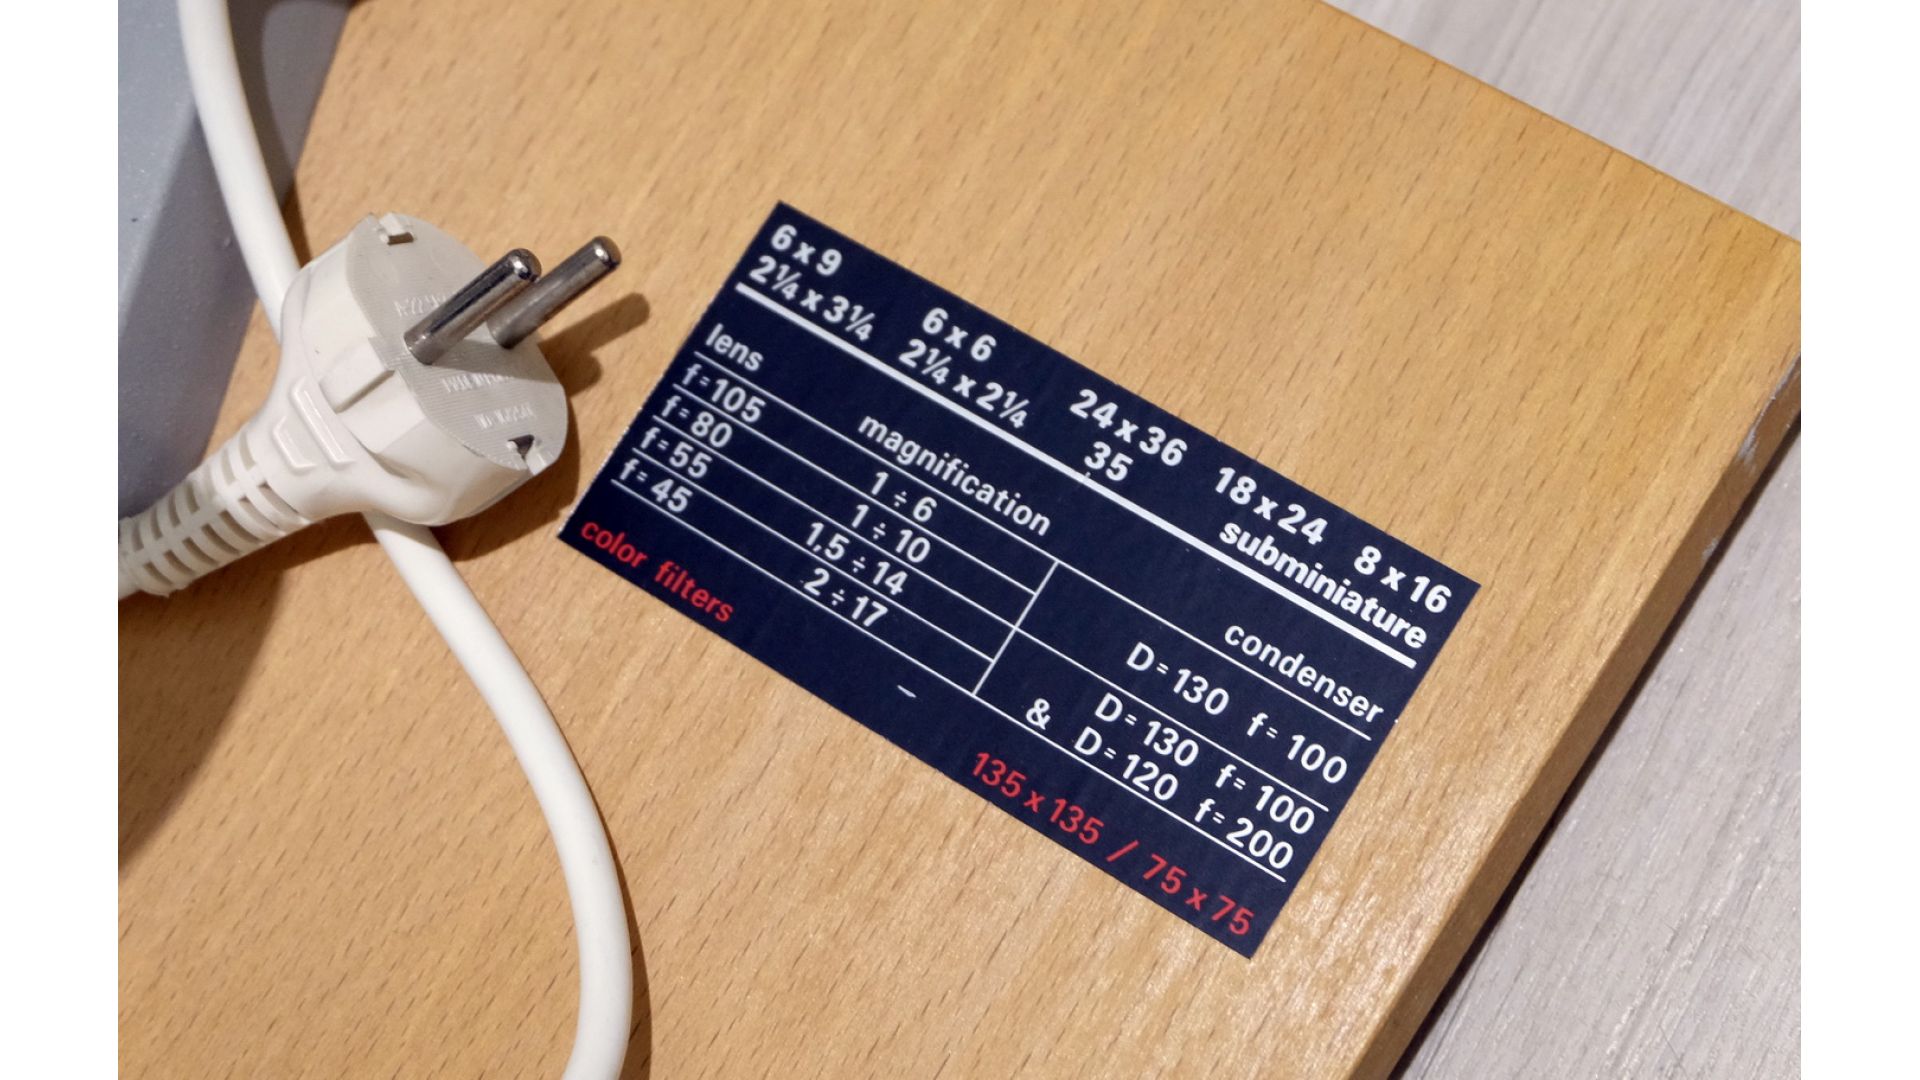 6 x 9 6 x 6 24 x 36 18 x 24 8 x 16
2¼ x 3¼ 2¼ x 2¼ 35 subminiature
lens magnification condenser
f=105 1 ÷ 6 D=130 f=100
f=80 1 ÷ 10 D=130 f=100
f=55 1,5 ÷ 14 & D=120 f=200
f=45 2 ÷ 17
color filters 135 x 135 / 75 x 75